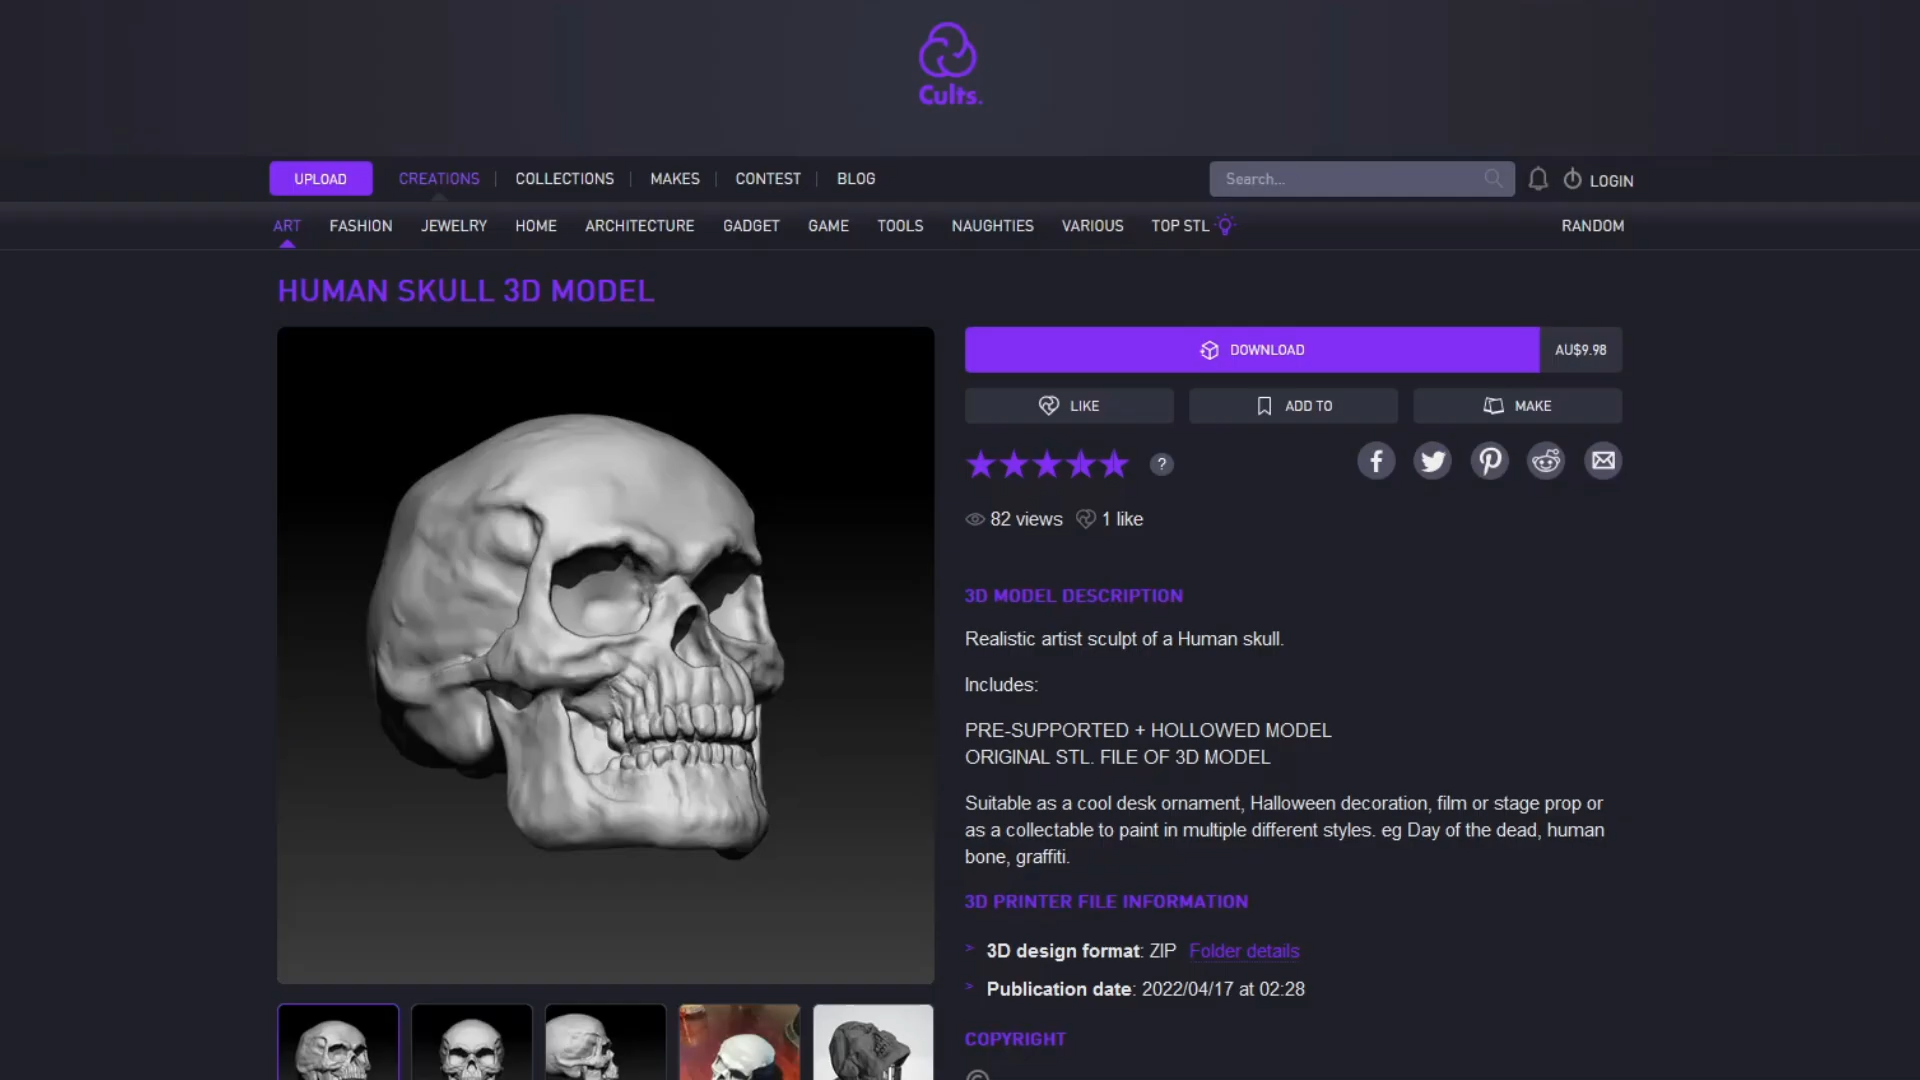 Cults.
UPLOAD CREATIONS COLLECTIONS MAKES CONTEST BLOG Search... LOGIN
ART FASHION JEWELRY HOME ARCHITECTURE GADGET GAME TOOLS NAUGHTIES VARIOUS TOP STL RANDOM
HUMAN SKULL 3D MODEL
DOWNLOAD AU$9.98
LIKE ADD TO MAKE
?
82 views 1 like
3D MODEL DESCRIPTION
Realistic artist sculpt of a Human skull.
Includes:
PRE-SUPPORTED + HOLLOWED MODEL
ORIGINAL STL. FILE OF 3D MODEL
Suitable as a cool desk ornament, Halloween decoration, film or stage prop or
as a collectable to paint in multiple different styles. eg Day of the dead, human
bone, graffiti.
3D PRINTER FILE INFORMATION
> 3D design format: ZIP Folder details
> Publication date: 2022/04/17 at 02:28
COPYRIGHT